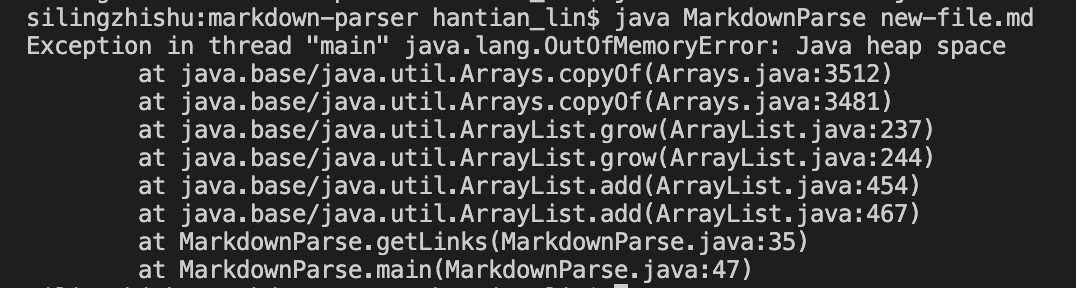 silingzhishu:markdown-parser hantian_lin$ java MarkdownParse new-file.md
Exception in thread "main" java.lang.OutOfMemoryError: Java heap space
        at java.base/java.util.Arrays.copyOf(Arrays.java:3512)
        at java.base/java.util.Arrays.copyOf(Arrays.java:3481)
        at java.base/java.util.ArrayList.grow(ArrayList.java:237)
        at java.base/java.util.ArrayList.grow(ArrayList.java:244)
        at java.base/java.util.ArrayList.add(ArrayList.java:454)
        at java.base/java.util.ArrayList.add(ArrayList.java:467)
        at MarkdownParse.getLinks(MarkdownParse.java:35)
        at MarkdownParse.main(MarkdownParse.java:47)